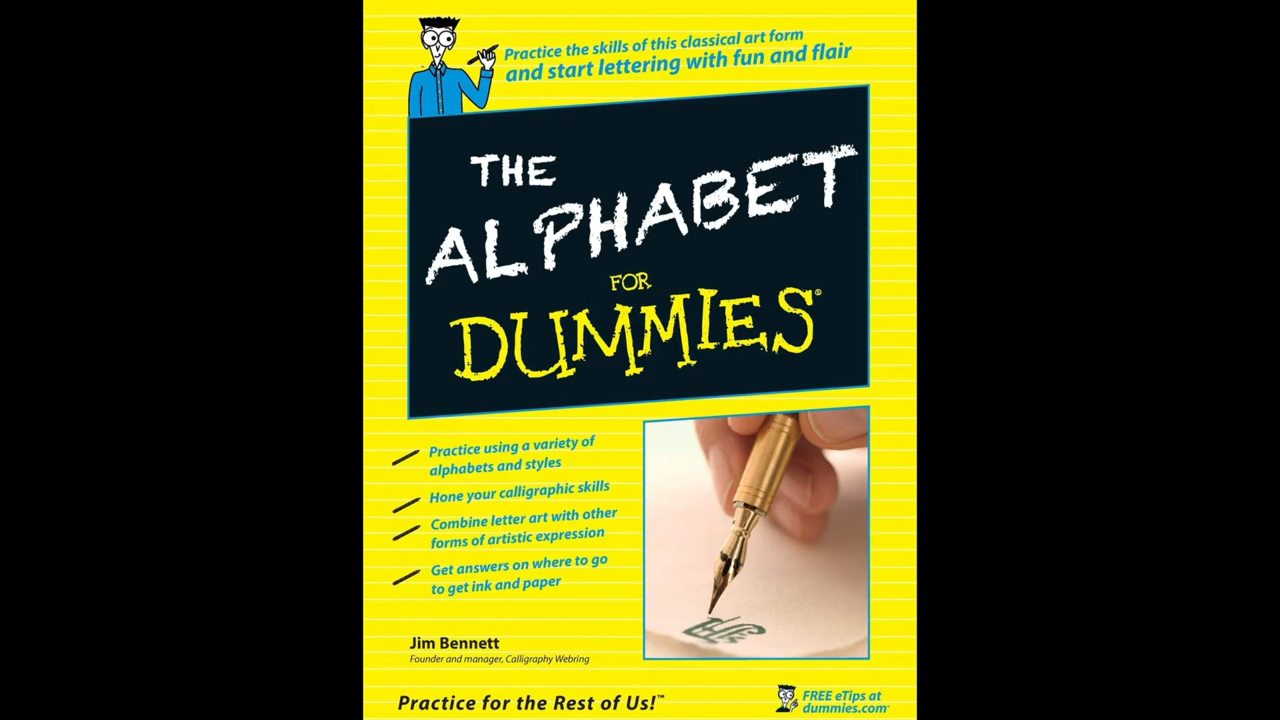 Practice the skills of this classical art form
and start lettering with fun and flair
THE
ALPHABET
FOR
DUMMIES®
Practice using a variety of
alphabets and styles
Hone your calligraphic skills
Combine letter art with other
forms of artistic expression
Get answers on where to go
to get ink and paper
Jim Bennett
Founder and manager, Calligraphy Webring
Practice for the Rest of Us!™
FREE eTips at
dummies.com®